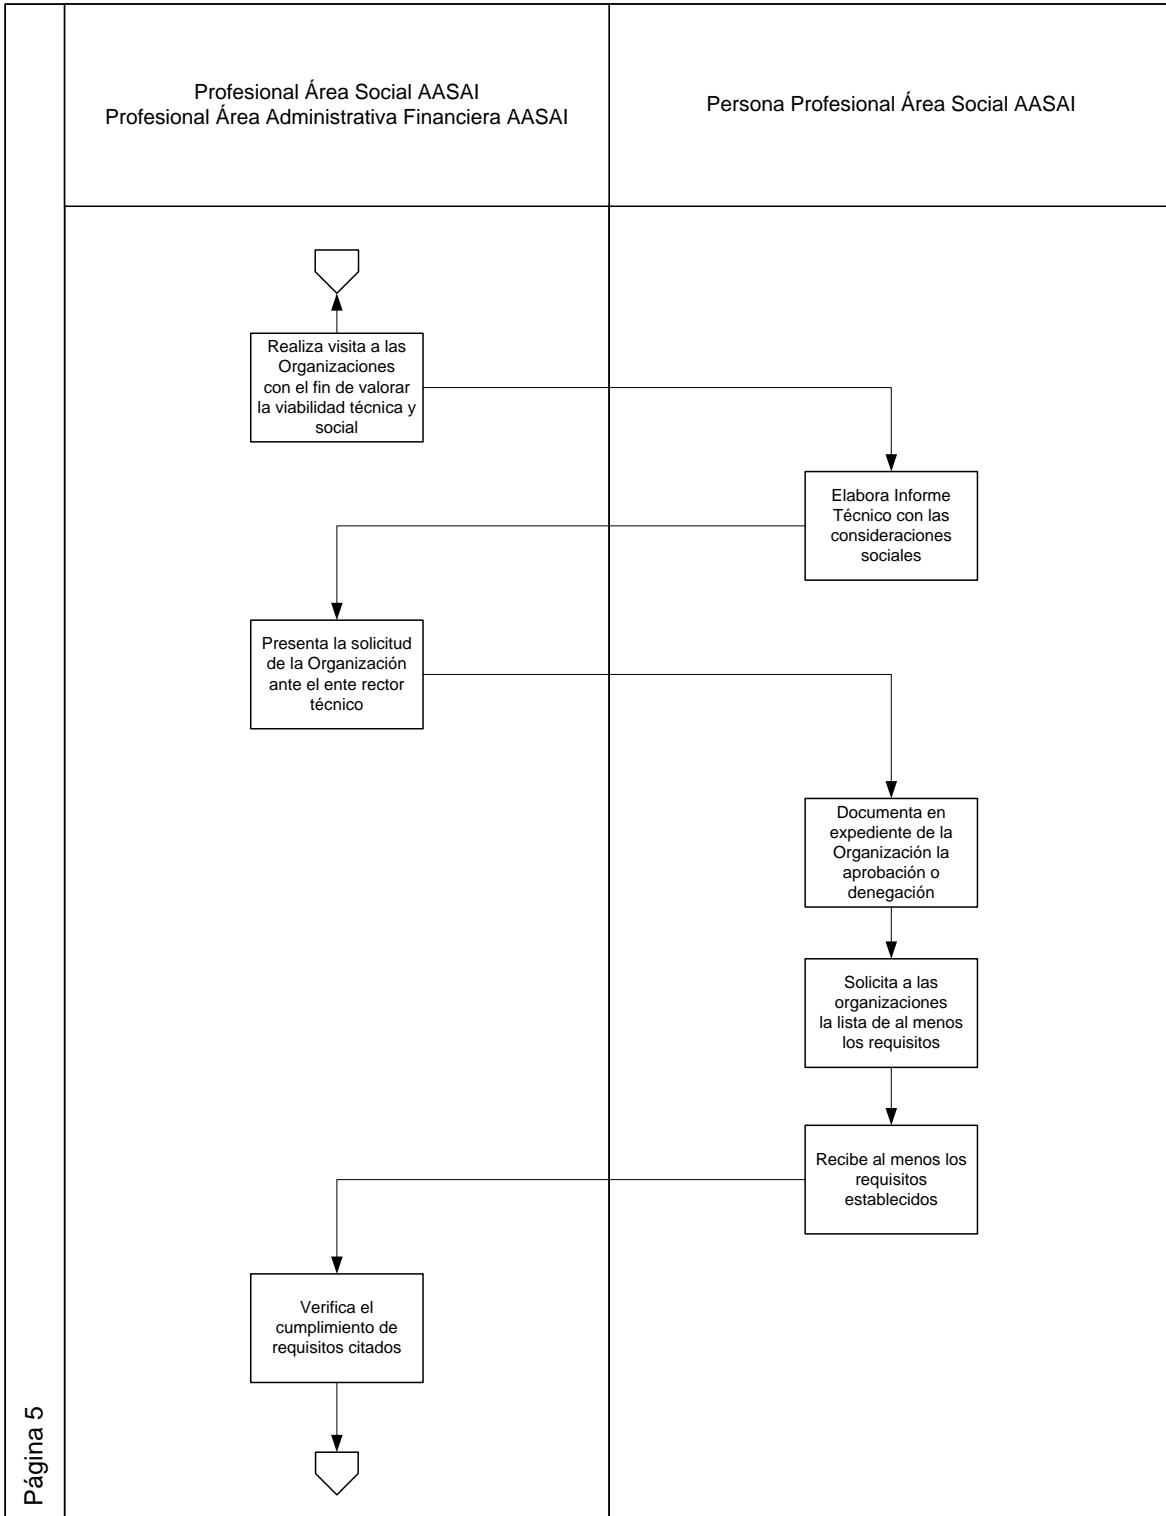 Profesional Área Social AASAI
Profesional Área Administrativa Financiera AASAI
Persona Profesional Área Social AASAI
Realiza visita a las
Organizaciones
con el fin de valorar
la viabilidad técnica y
social
Elabora Informe
Técnico con las
consideraciones
sociales
Presenta la solicitud
de la Organización
ante el ente rector
técnico
Documenta en
expediente de la
Organización la
aprobación o
denegación
Solicita a las
organizaciones
la lista de al menos
los requisitos
Recibe al menos los
requisitos
establecidos
Verifica el
cumplimiento de
requisitos citados
Página 5